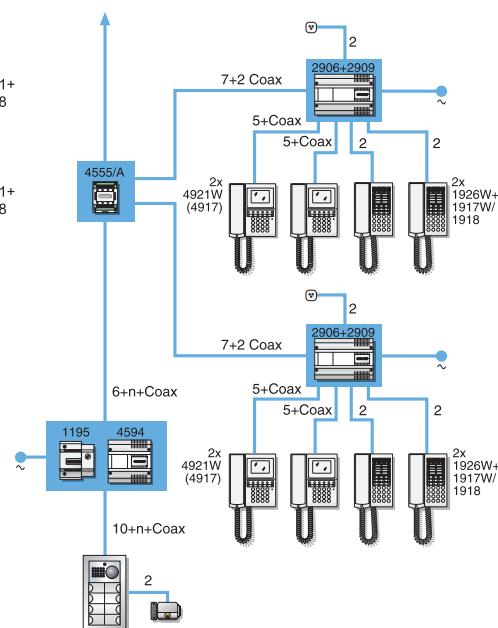 2
2906+2909
7+2 Coax
~
1+
8
5+Coax
5+Coax
2
2
4555/A
2x
4921W
(4917)
2x
1926W+
1917W/
1918
1+
8
2
2906+2909
7+2 Coax
~
5+Coax
5+Coax
2
2
6+n+Coax
1195
4594
~
2x
4921W
(4917)
2x
1926W+
1917W/
1918
10+n+Coax
2